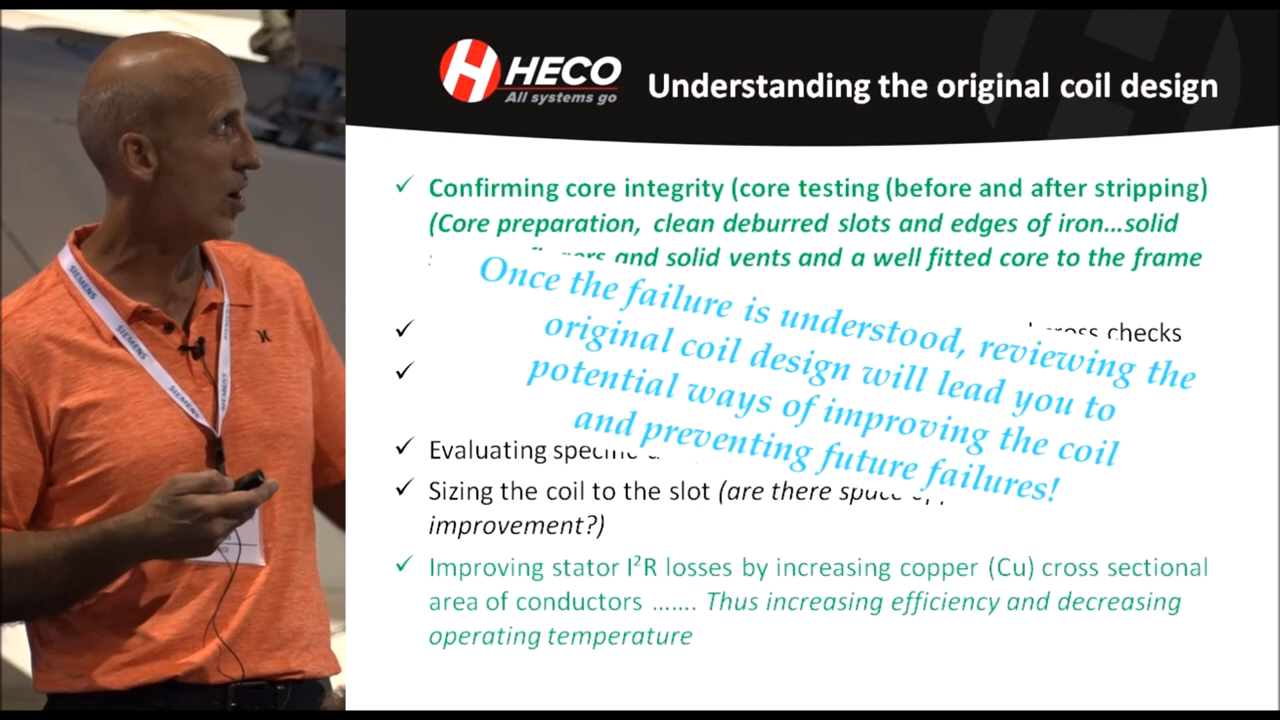 HECO
All systems go
Understanding the original coil design
✓ Confirming core integrity (core testing (before and after stripping)
(Core preparation, clean deburred slots and edges of iron...solid
and solid vents and a well fitted core to the frame
Once the failure is understood, reviewing the
original coil design will lead you to
potential ways of improving the coil
and preventing future failures!
✓ checks
✓
✓ Evaluating
✓ Sizing the coil to the slot (are there
improvement?)
✓ Improving stator I²R losses by increasing copper (Cu) cross sectional
area of conductors ....... Thus increasing efficiency and decreasing
operating temperature
SIEMENS
SIEMENS
SIEMENS
SIEMENS
SIEMENS